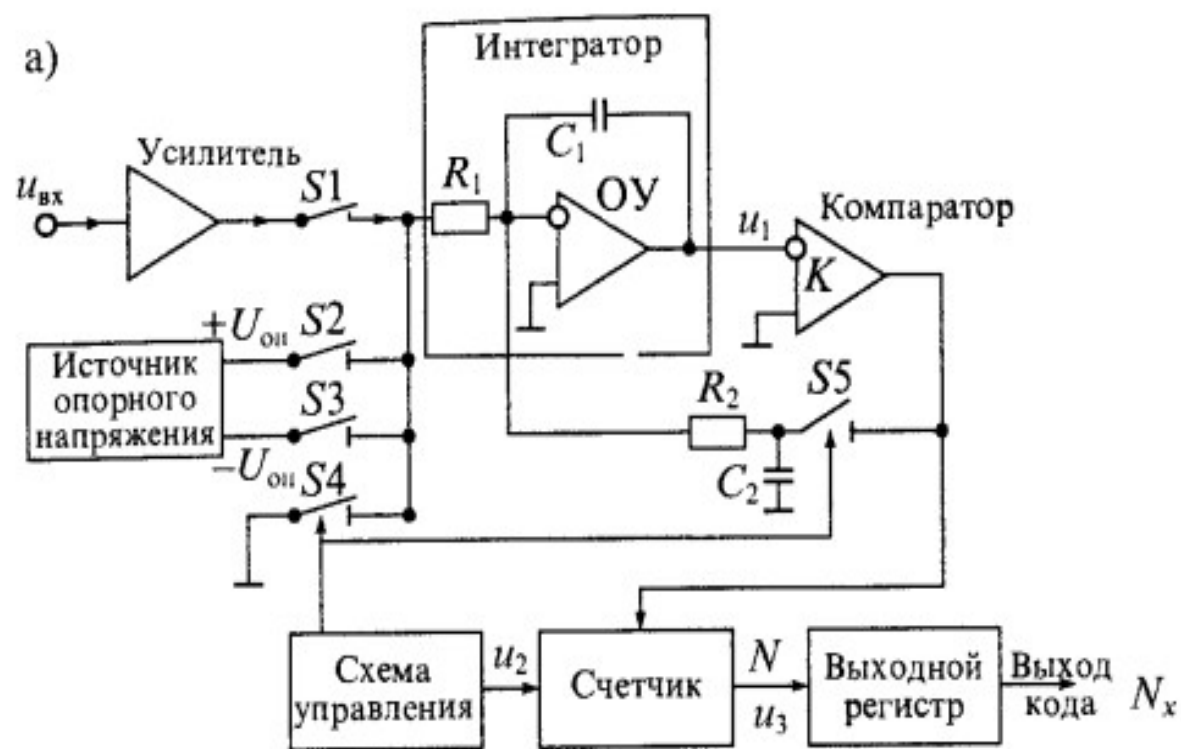 а)
Интегратор
Усилитель
C₁
uвх
S1
R₁
ОУ
Компаратор
u₁
K
+Uоп
S2
Источник
опорного
напряжения
S3
−Uоп
S4
R₂
S5
C₂
Схема
управления
u₂
Счетчик
N
u₃
Выходной
регистр
Выход
кода
Nₓ